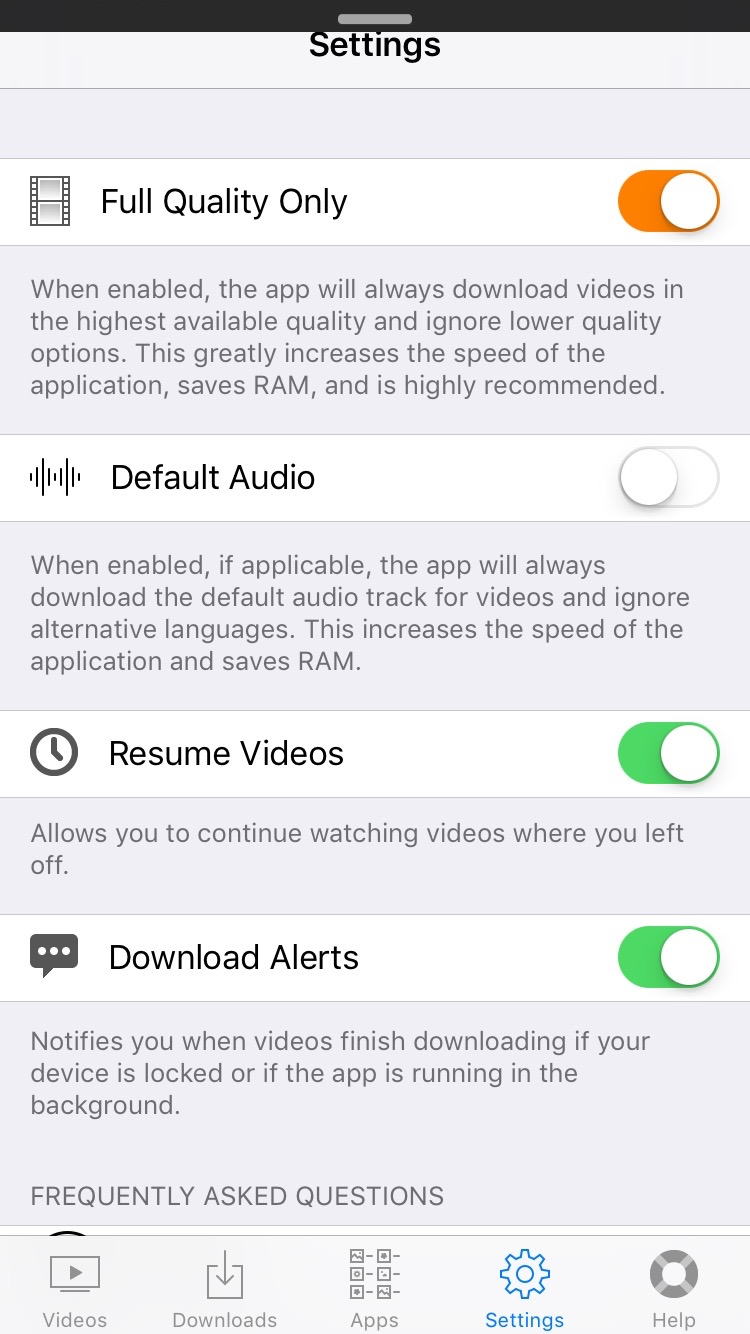 Settings
Full Quality Only
When enabled, the app will always download videos in
the highest available quality and ignore lower quality
options. This greatly increases the speed of the
application, saves RAM, and is highly recommended.
Default Audio
When enabled, if applicable, the app will always
download the default audio track for videos and ignore
alternative languages. This increases the speed of the
application and saves RAM.
Resume Videos
Allows you to continue watching videos where you left
off.
Download Alerts
Notifies you when videos finish downloading if your
device is locked or if the app is running in the
background.
FREQUENTLY ASKED QUESTIONS
Videos Downloads Apps Settings Help